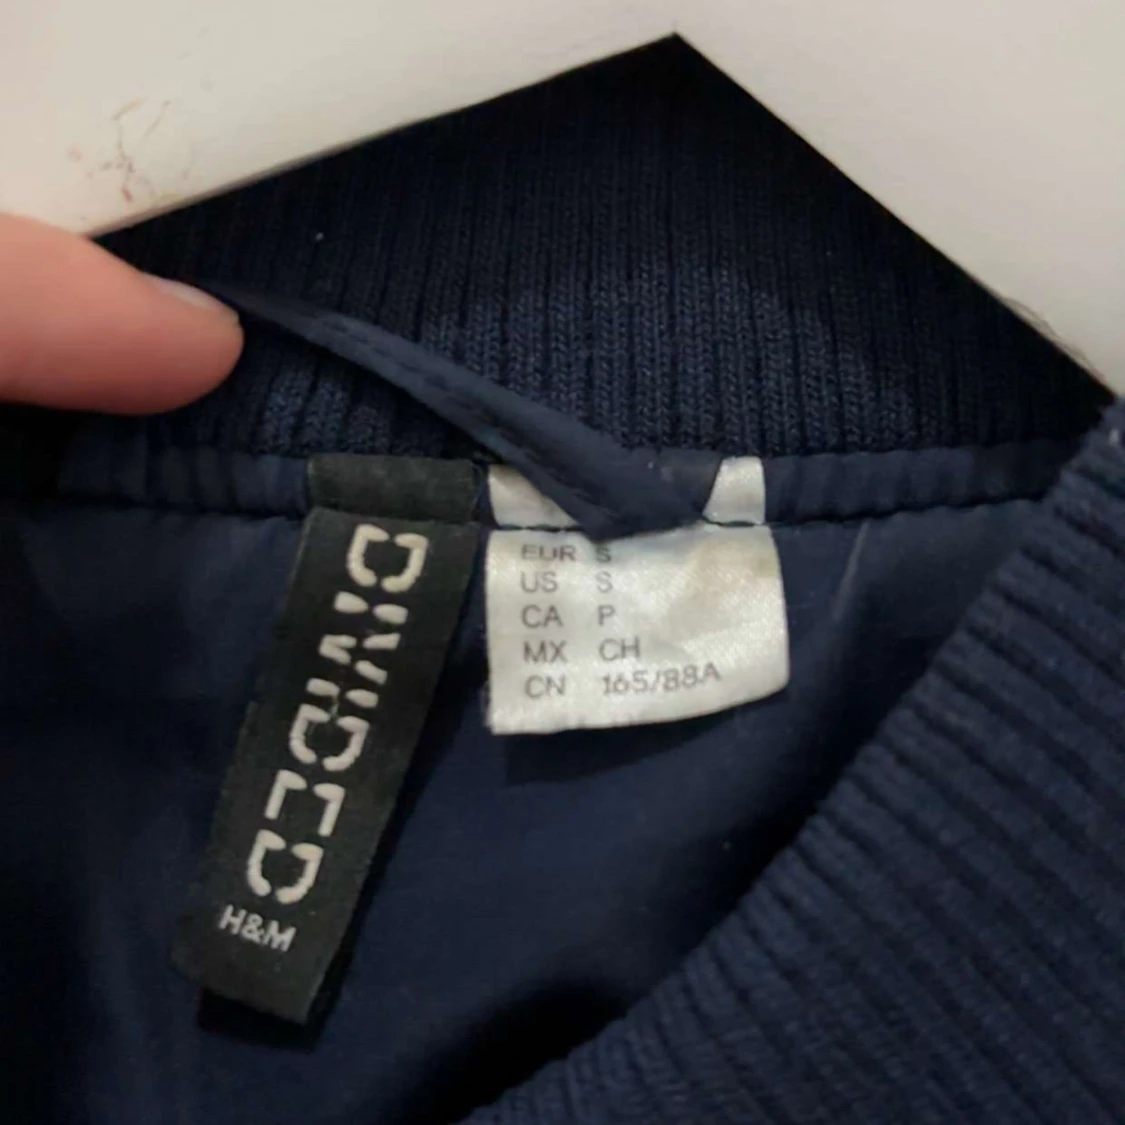 DIVIDED
H&M
EUR S
US S
CA P
MX CH
CN 165/88A